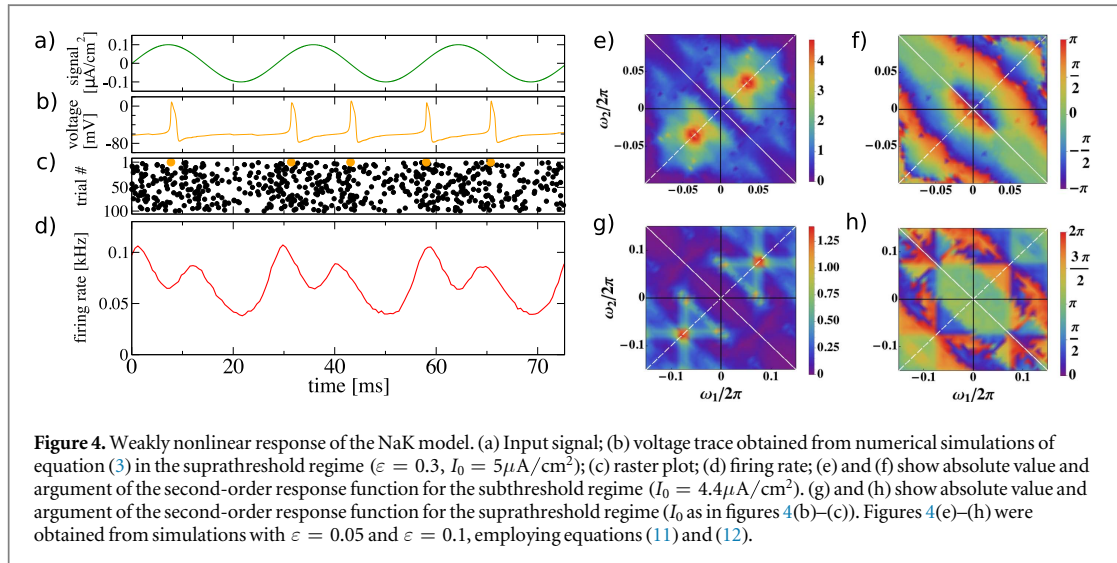 a)
signal
[µA/cm²]
0.1
0
-0.1
b)
voltage
[mV]
0
-80
c)
trial #
1
50
100
d)
firing rate [kHz]
0.1
0.05
0
0 20 40 60 70
time [ms]
e)
ω2/2π
0.05
0
−0.05
−0.05 0.05
4
3
2
1
0
f)
0.05
0
−0.05
−0.05 0.05
π
π/2
0
−π/2
−π
g)
ω2/2π
0.1
0
−0.1
−0.1 0 0.1
ω1/2π
1.25
1.00
0.75
0.50
0.25
0
h)
0.1
0
−0.1
−0.1 0 0.1
ω1/2π
2π
3π/2
π
π/2
0
Figure 4. Weakly nonlinear response of the NaK model. (a) Input signal; (b) voltage trace obtained from numerical simulations of
equation (3) in the suprathreshold regime (ε = 0.3, I0 = 5μA/cm²); (c) raster plot; (d) firing rate; (e) and (f) show absolute value and
argument of the second-order response function for the subthreshold regime (I0 = 4.4μA/cm²). (g) and (h) show absolute value and
argument of the second-order response function for the suprathreshold regime (I0 as in figures 4(b)–(c)). Figures 4(e)–(h) were
obtained from simulations with ε = 0.05 and ε = 0.1, employing equations (11) and (12).